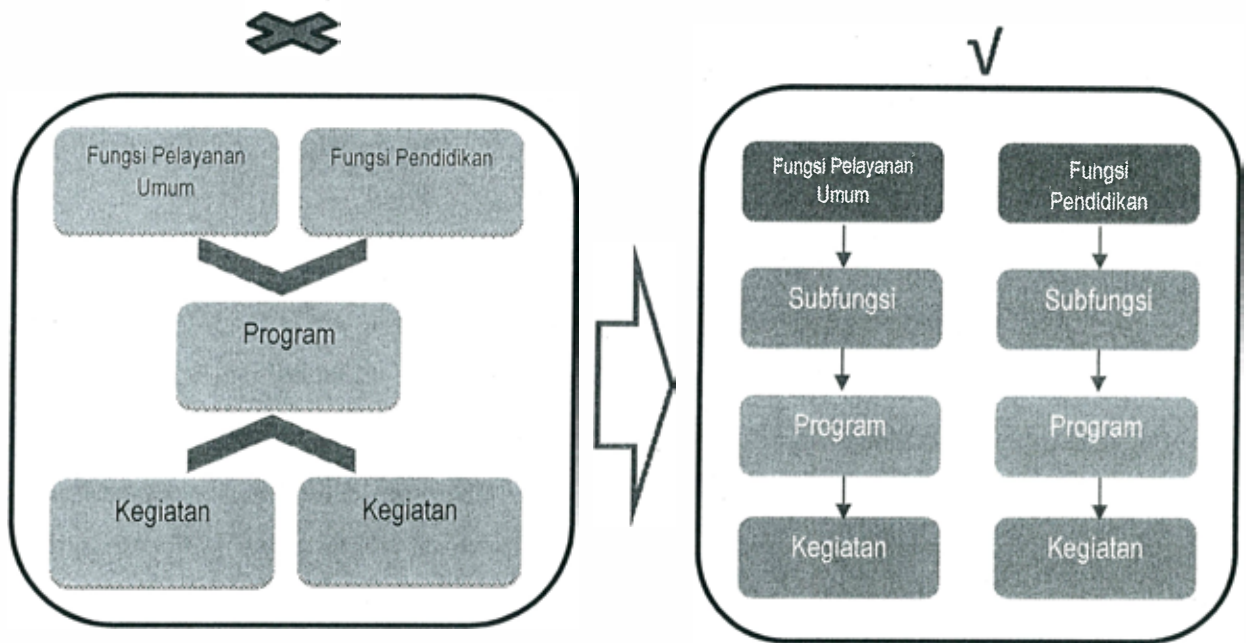 √
Fungsi Pelayanan
Umum
Fungsi Pendidikan
Program
Kegiatan
Kegiatan
Fungsi Pelayanan
Umum
Subfungsi
Program
Kegiatan
Fungsi
Pendidikan
Subfungsi
Program
Kegiatan